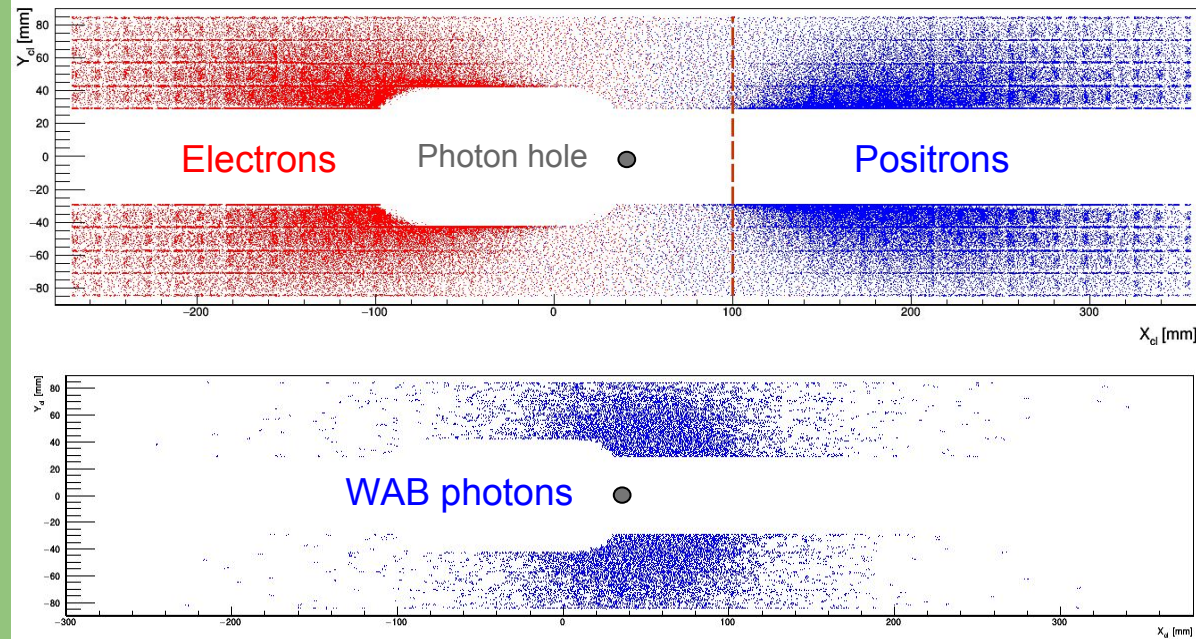 Y_cl [mm]
80
60
40
20
0
−20
−40
−60
−80
Electrons
Photon hole
Positrons
−200 −100 0 100 200 300
X_cl [mm]
Y_cl [mm]
80
60
40
20
0
−20
−40
−60
−80
WAB photons
−300 −200 −100 0 100 200 300
X_cl [mm]